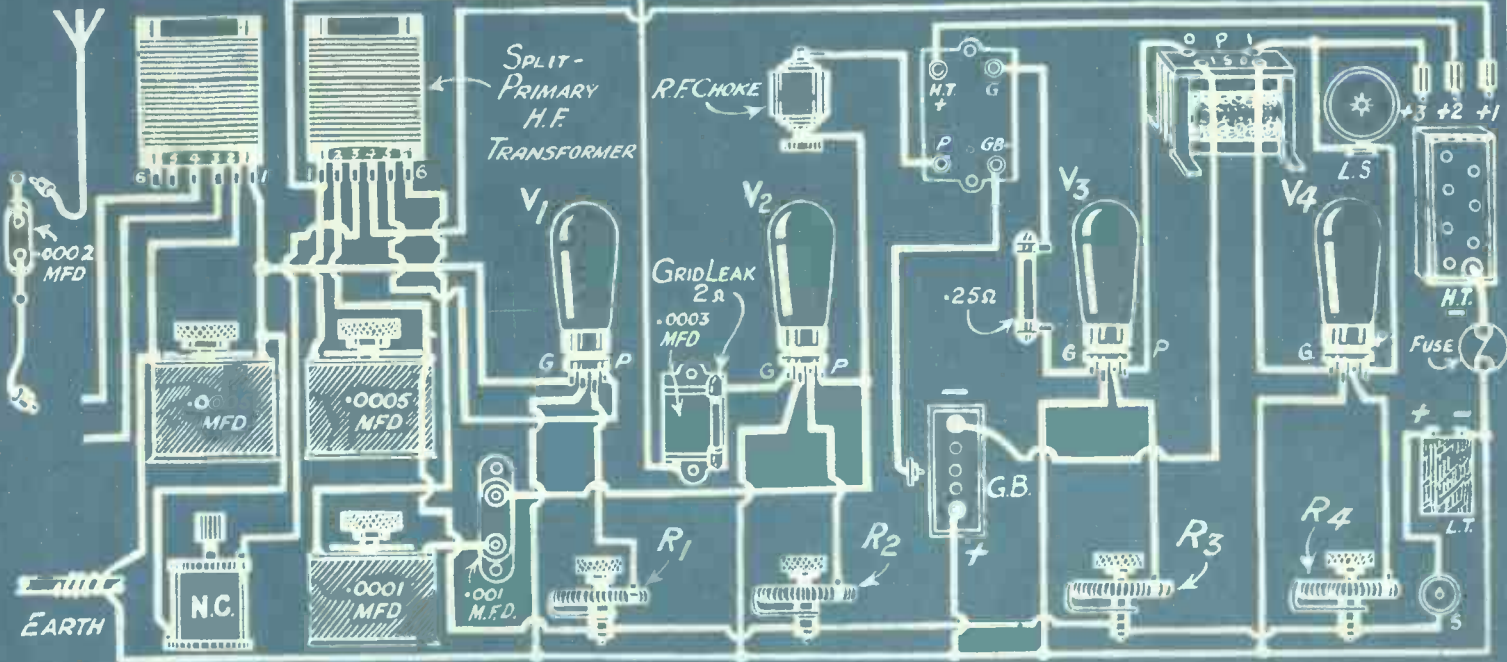 SPLIT-
PRIMARY
H.F.
TRANSFORMER
R.F. CHOKE
H.T.
+
G
P
GB
O P I
I S O
+3 +2 +1
L.S
6 5 4 3 2 1
1 2 3 4 5 6
.0002
MFD
V1
V2
V3
V4
GRID LEAK
2Ω
.0003
MFD
.25Ω
H.T.
-
FUSE
G P
G P
G P
G P
MFD
.0005
MFD
-
G.B.
+
+ -
L.T.
R1
R2
R3
R4
N.C.
.0001
MFD
.001
M.F.D.
S
EARTH